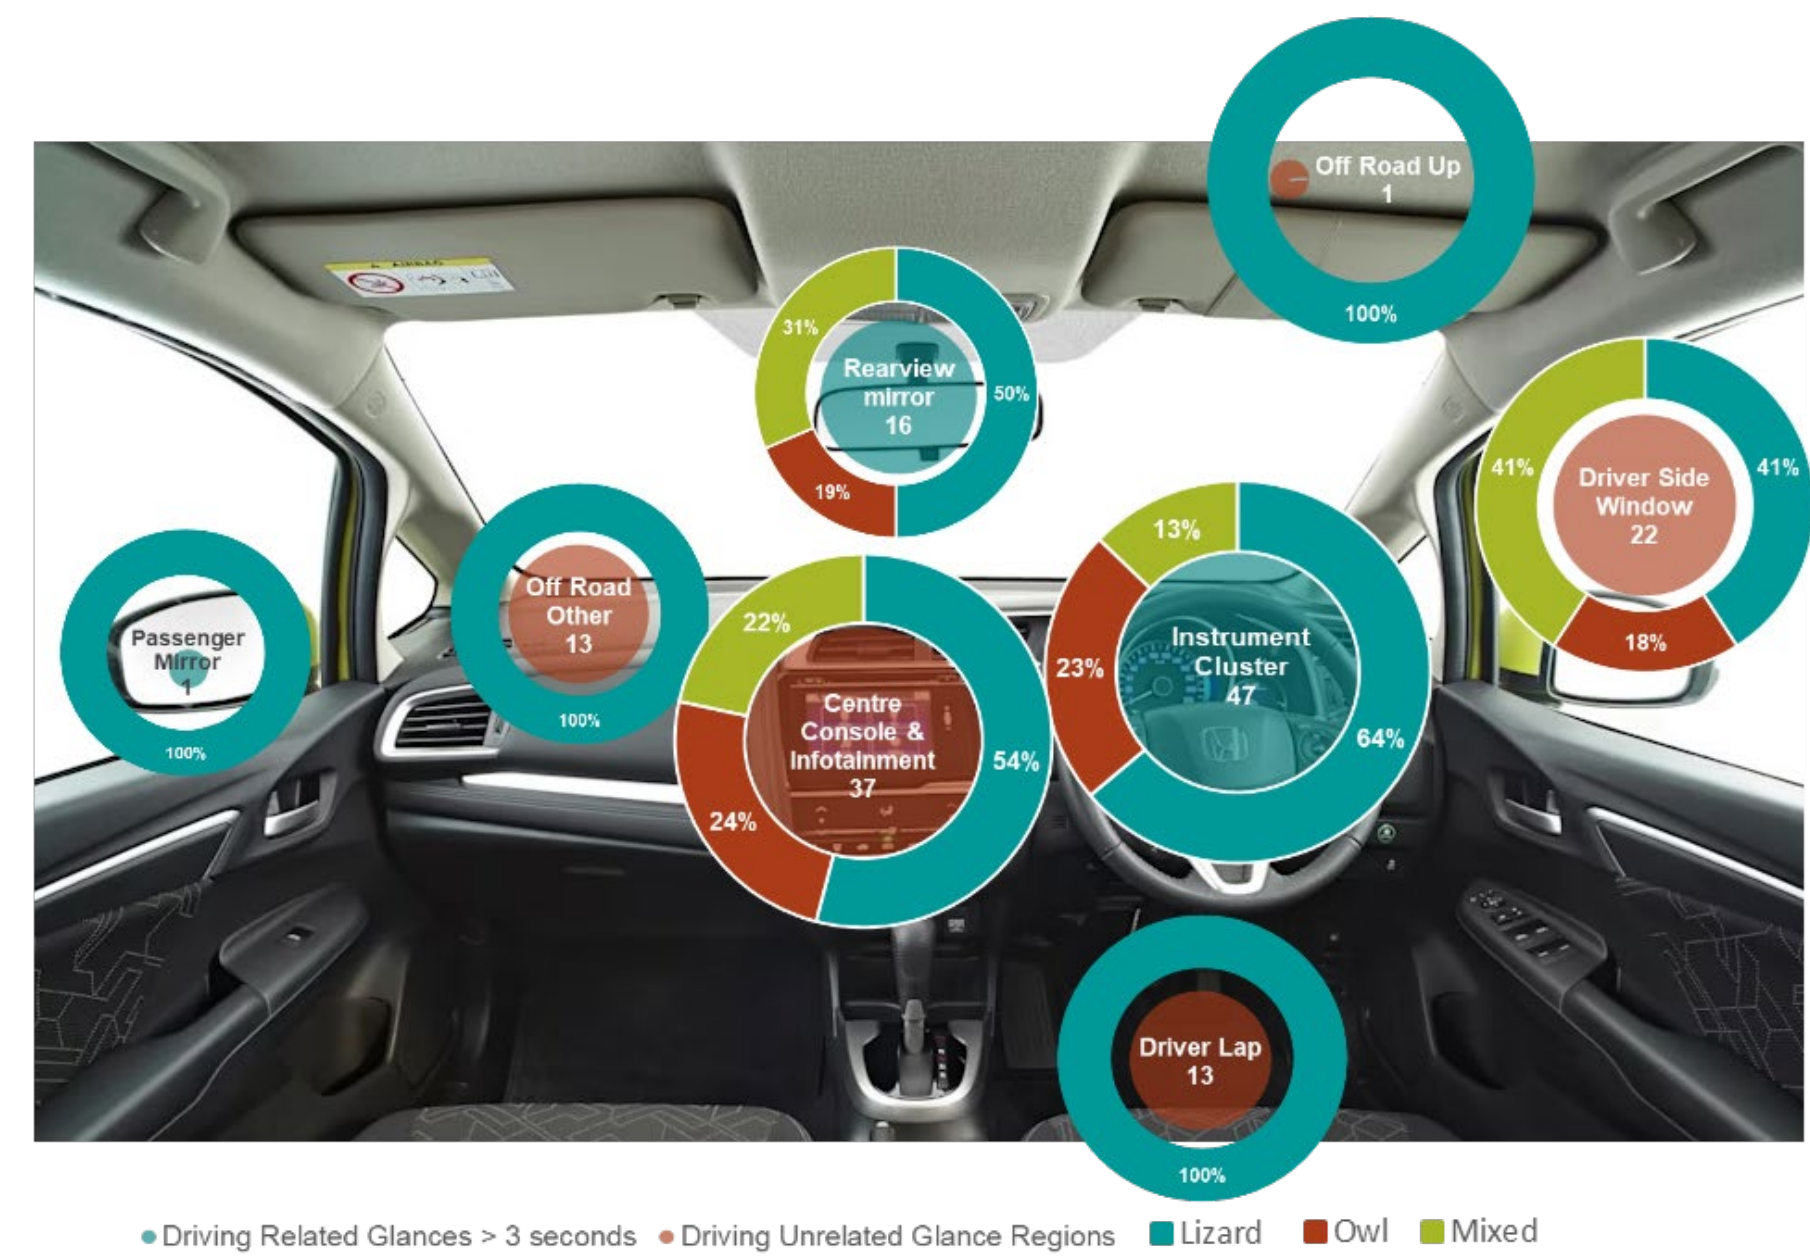 Off Road Up
1
100%
AIRBAG
31%
Rearview
mirror
16
50%
19%
41%
Driver Side
Window
22
41%
18%
Passenger
Mirror
1
100%
Off Road
Other
13
100%
22%
Centre
Console &
Infotainment
37
54%
24%
13%
Instrument
Cluster
47
23%
64%
Driver Lap
13
100%
Driving Related Glances > 3 seconds
Driving Unrelated Glance Regions
Lizard
Owl
Mixed